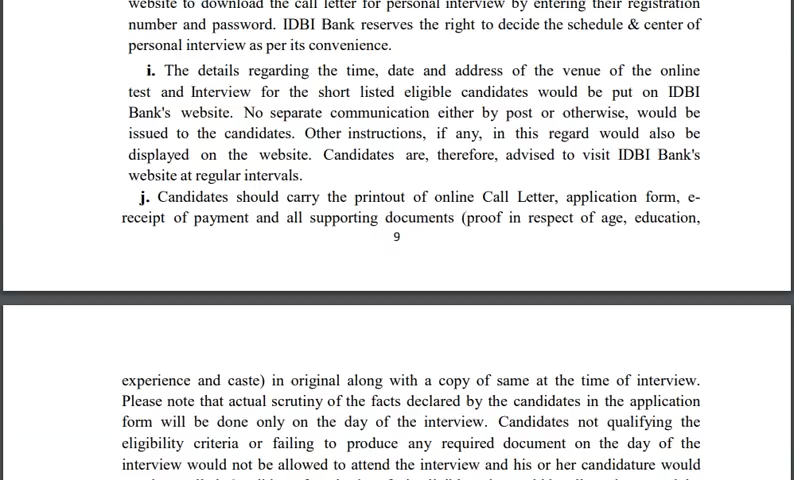 website to download the call letter for personal interview by entering their registration
number and password. IDBI Bank reserves the right to decide the schedule & center of
personal interview as per its convenience.
i. The details regarding the time, date and address of the venue of the online
test and Interview for the short listed eligible candidates would be put on IDBI
Bank's website. No separate communication either by post or otherwise, would be
issued to the candidates. Other instructions, if any, in this regard would also be
displayed on the website. Candidates are, therefore, advised to visit IDBI Bank's
website at regular intervals.
j. Candidates should carry the printout of online Call Letter, application form, e-
receipt of payment and all supporting documents (proof in respect of age, education,
9
experience and caste) in original along with a copy of same at the time of interview.
Please note that actual scrutiny of the facts declared by the candidates in the application
form will be done only on the day of the interview. Candidates not qualifying the
eligibility criteria or failing to produce any required document on the day of the
interview would not be allowed to attend the interview and his or her candidature would